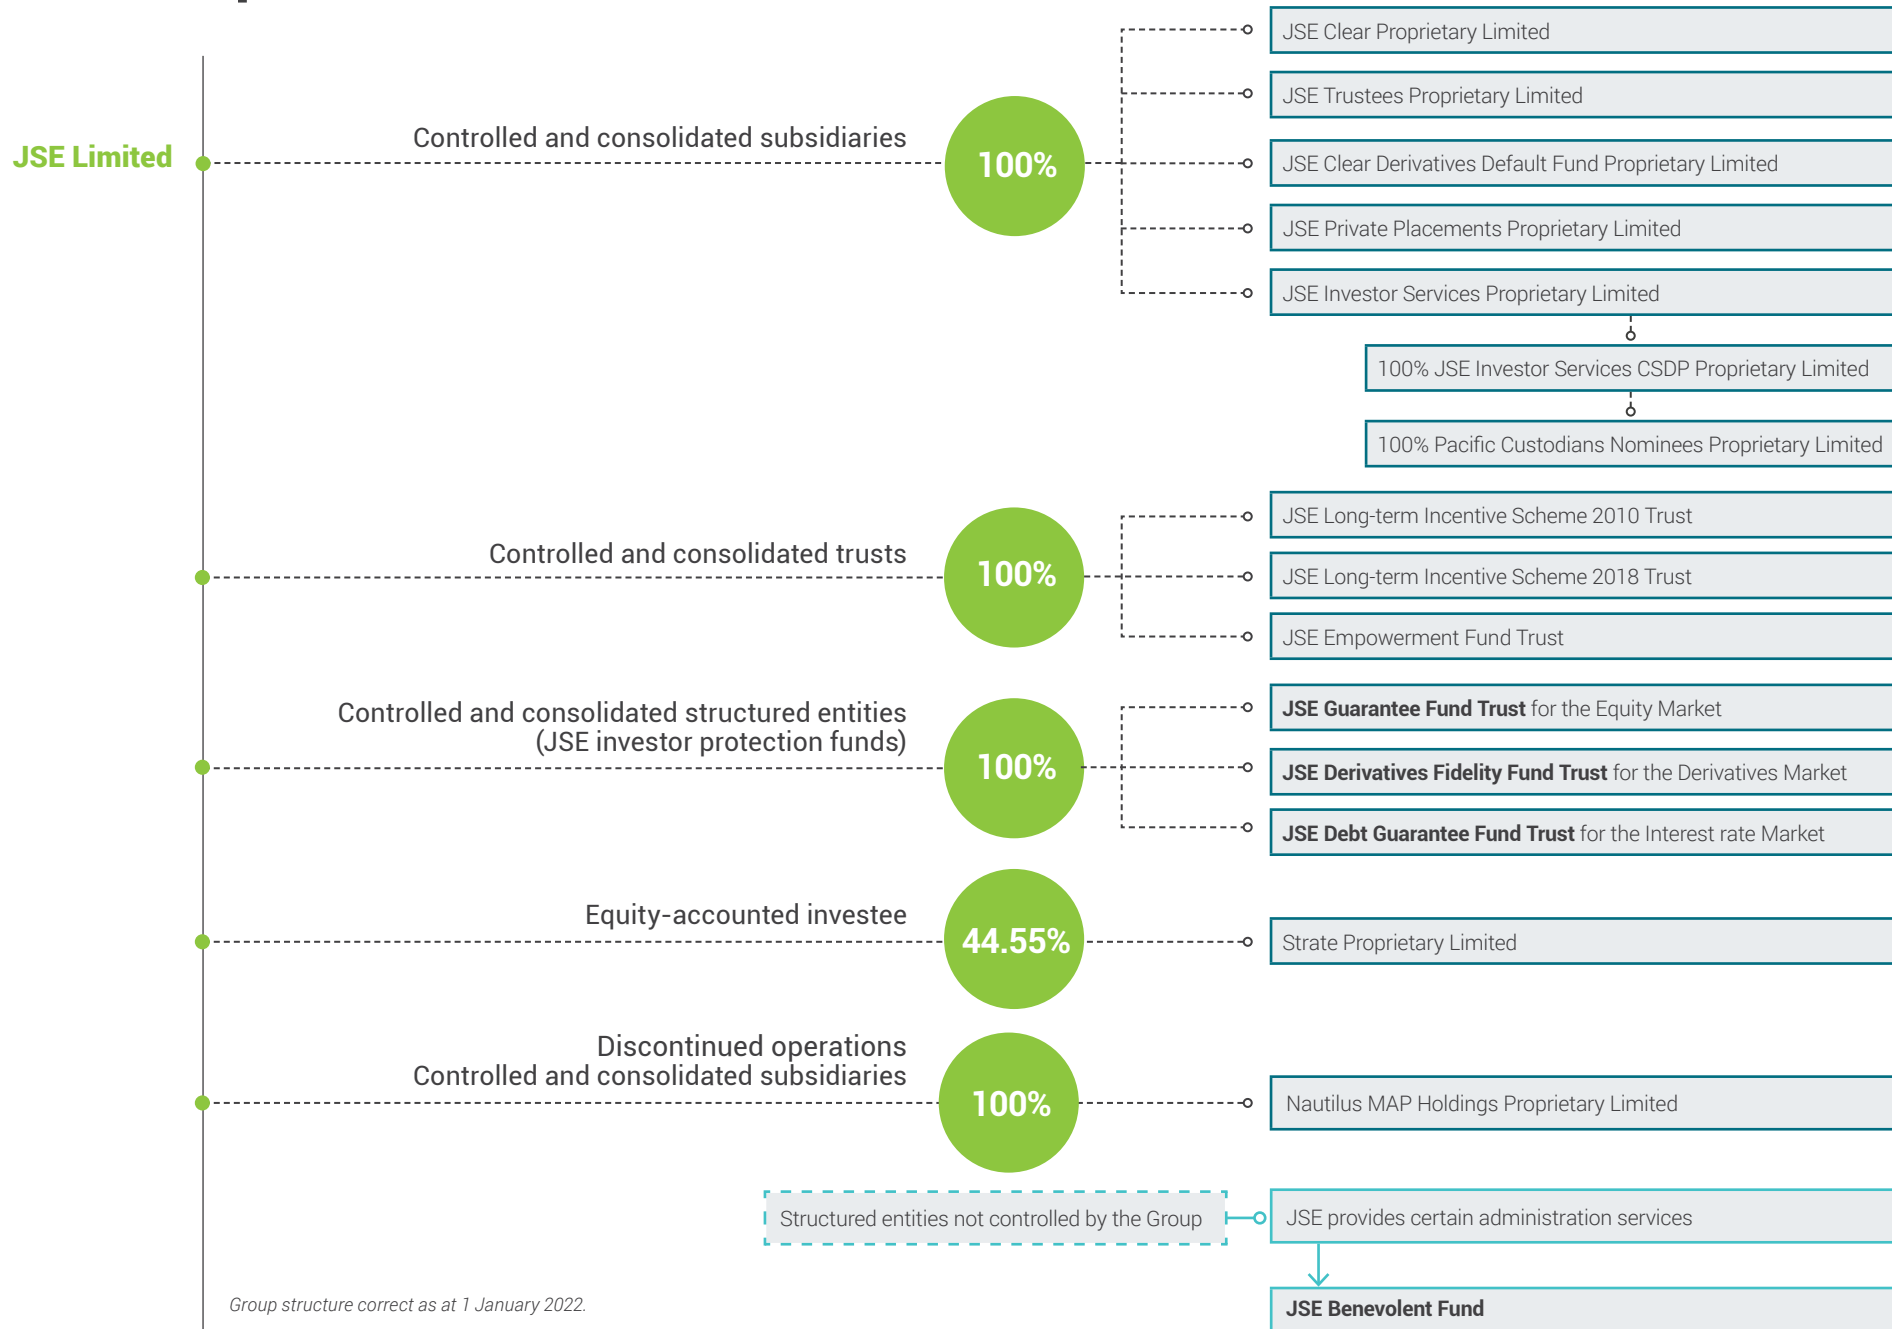 JSE Limited
Controlled and consolidated subsidiaries
100%
JSE Clear Proprietary Limited
JSE Trustees Proprietary Limited
JSE Clear Derivatives Default Fund Proprietary Limited
JSE Private Placements Proprietary Limited
JSE Investor Services Proprietary Limited
100% JSE Investor Services CSDP Proprietary Limited
100% Pacific Custodians Nominees Proprietary Limited
Controlled and consolidated trusts
100%
JSE Long-term Incentive Scheme 2010 Trust
JSE Long-term Incentive Scheme 2018 Trust
JSE Empowerment Fund Trust
Controlled and consolidated structured entities
(JSE investor protection funds)
100%
JSE Guarantee Fund Trust for the Equity Market
JSE Derivatives Fidelity Fund Trust for the Derivatives Market
JSE Debt Guarantee Fund Trust for the Interest rate Market
Equity-accounted investee
44.55%
Strate Proprietary Limited
Discontinued operations
Controlled and consolidated subsidiaries
100%
Nautilus MAP Holdings Proprietary Limited
Structured entities not controlled by the Group
JSE provides certain administration services
JSE Benevolent Fund
Group structure correct as at 1 January 2022.